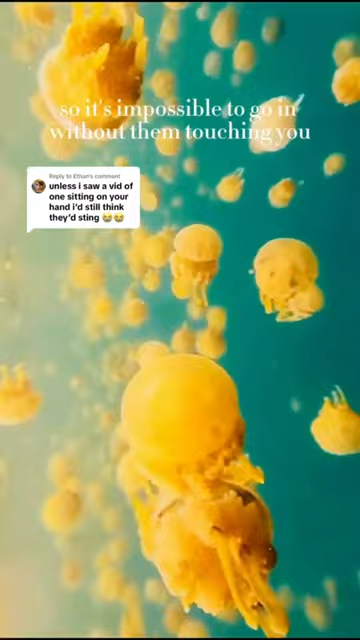 so it's impossible to go in
without them touching you
Reply to Ethan's comment
unless i saw a vid of
one sitting on your
hand i'd still think
they'd sting 😭😭